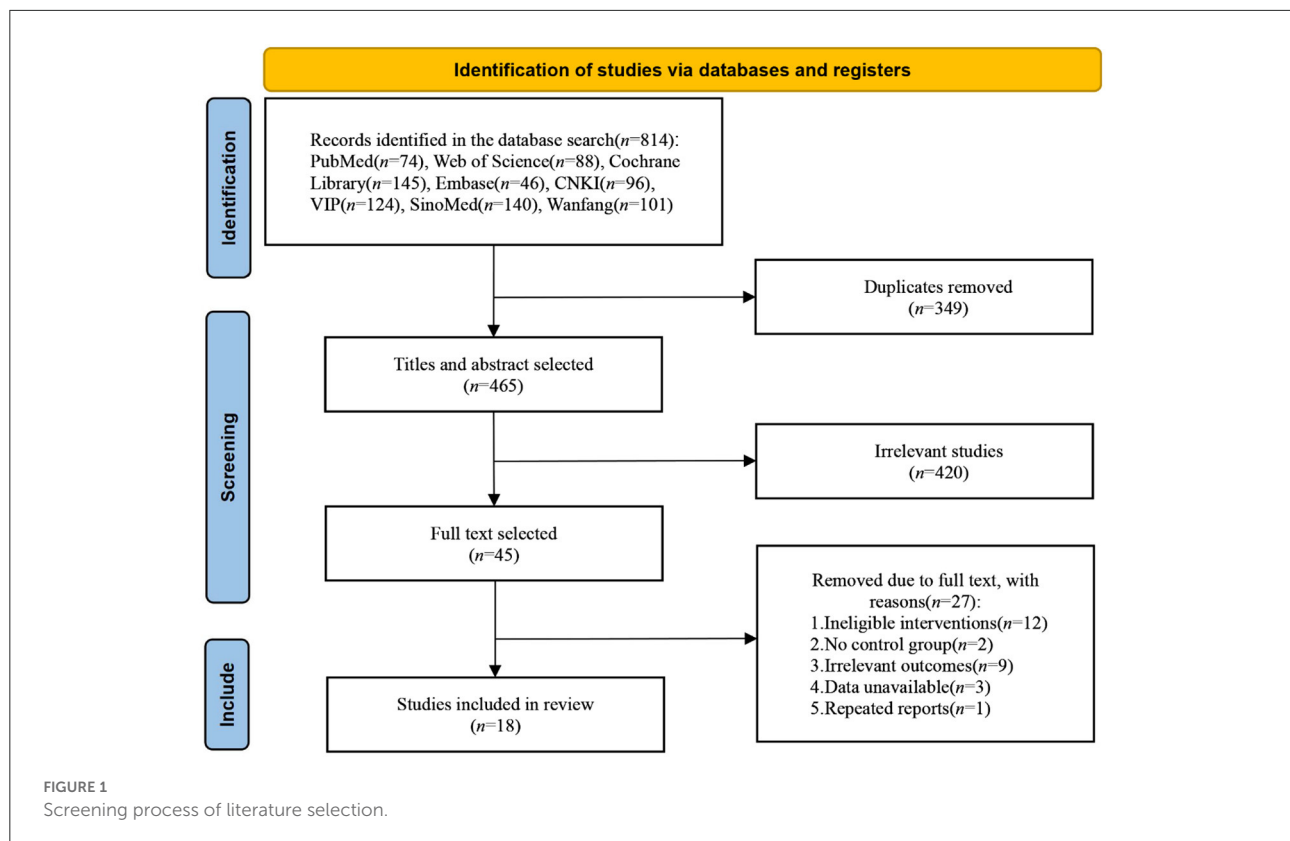 Identification of studies via databases and registers
Identification
Records identified in the database search(n=814):
PubMed(n=74), Web of Science(n=88), Cochrane
Library(n=145), Embase(n=46), CNKI(n=96),
VIP(n=124), SinoMed(n=140), Wanfang(n=101)
Duplicates removed
(n=349)
Screening
Titles and abstract selected
(n=465)
Irrelevant studies
(n=420)
Full text selected
(n=45)
Removed due to full text, with
reasons(n=27):
1.Ineligible interventions(n=12)
2.No control group(n=2)
3.Irrelevant outcomes(n=9)
4.Data unavailable(n=3)
5.Repeated reports(n=1)
Include
Studies included in review
(n=18)
FIGURE 1
Screening process of literature selection.